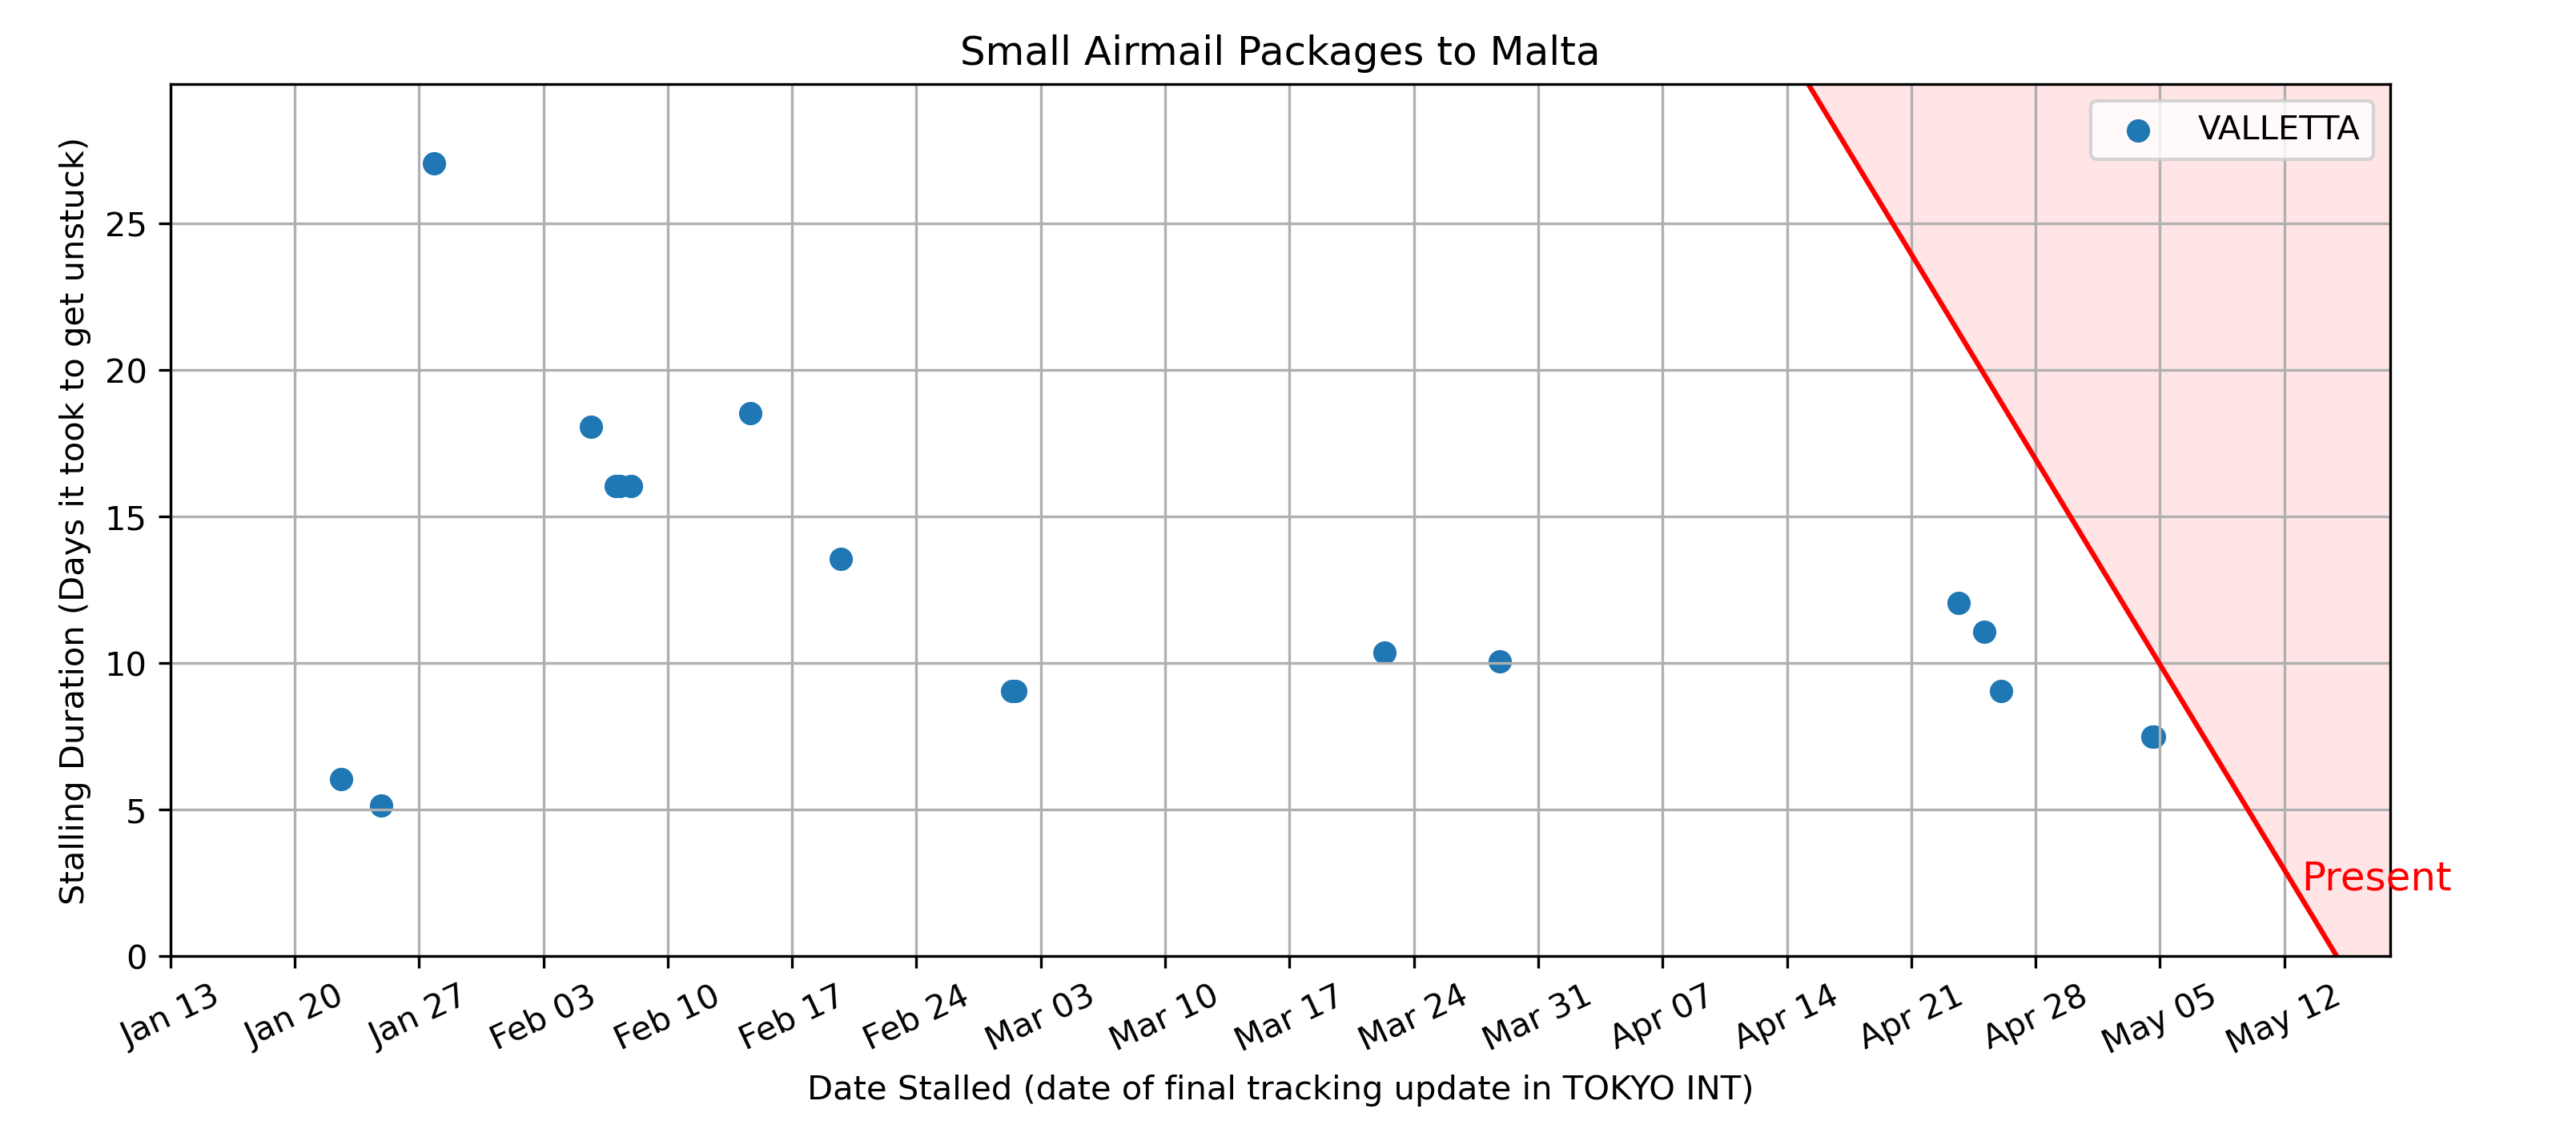 Small Airmail Packages to Malta
VALLETTA
Stalling Duration (Days it took to get unstuck)
25
20
15
10
5
0
Present
Jan 13
Jan 20
Jan 27
Feb 03
Feb 10
Feb 17
Feb 24
Mar 03
Mar 10
Mar 17
Mar 24
Mar 31
Apr 07
Apr 14
Apr 21
Apr 28
May 05
May 12
Date Stalled (date of final tracking update in TOKYO INT)